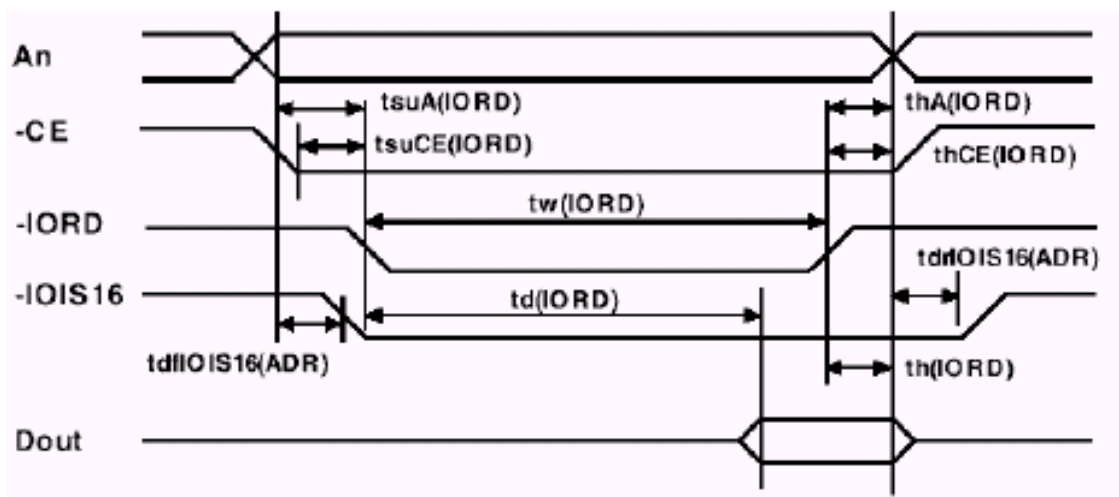 An
tsuA(IORD)
thA(IORD)
-CE
tsuCE(IORD)
thCE(IORD)
tw(IORD)
-IORD
tdrIOIS16(ADR)
-IOIS16
td(IORD)
tdfIOIS16(ADR)
th(IORD)
Dout